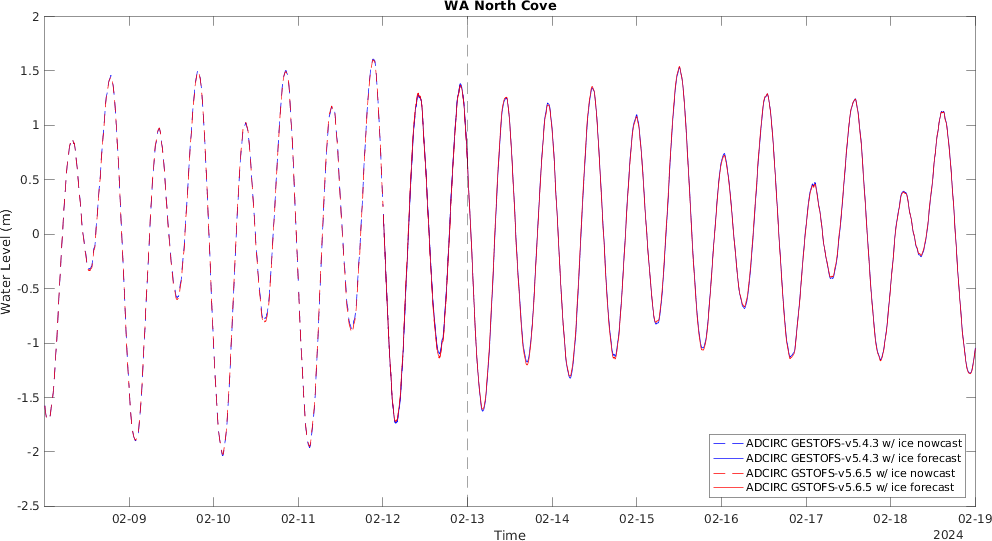 WA North Cove
2
1.5
1
0.5
0
-0.5
-1
-1.5
-2
-2.5
Water Level (m)
ADCIRC GESTOFS-v5.4.3 w/ ice nowcast
ADCIRC GESTOFS-v5.4.3 w/ ice forecast
ADCIRC GSTOFS-v5.6.5 w/ ice nowcast
ADCIRC GSTOFS-v5.6.5 w/ ice forecast
02-09 02-10 02-11 02-12 02-13 02-14 02-15 02-16 02-17 02-18 02-19
Time
2024